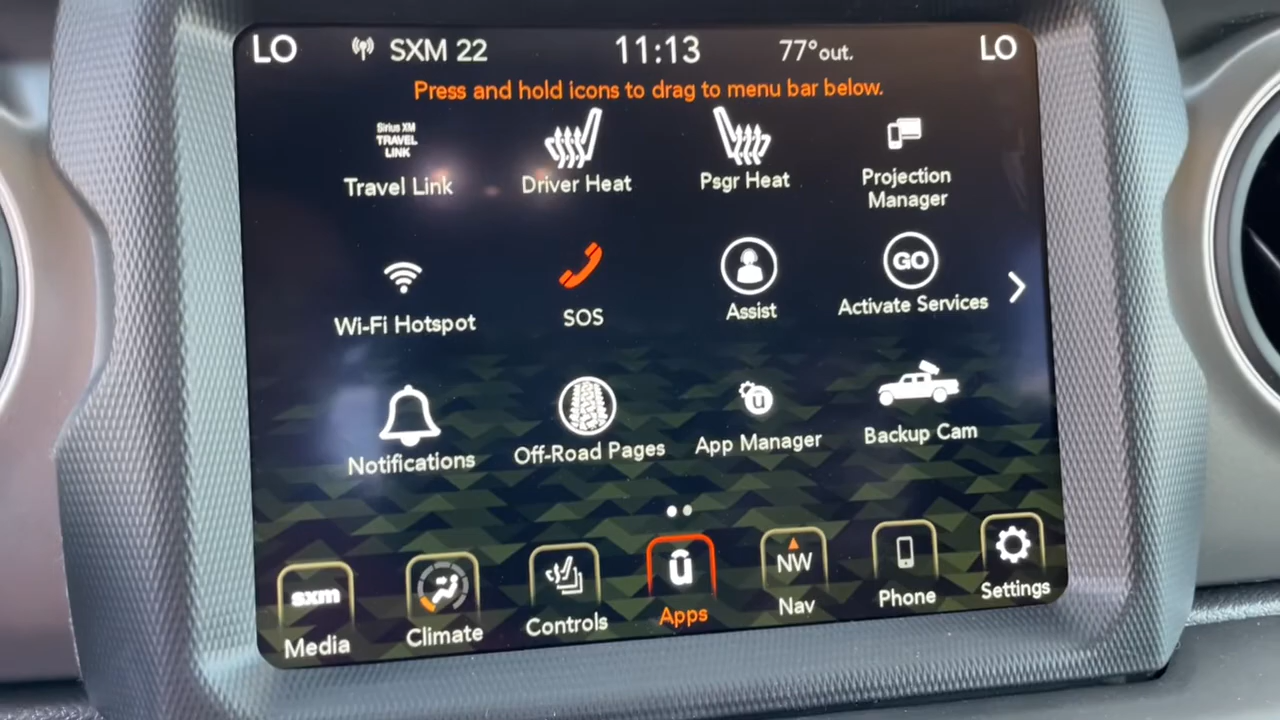 LO SXM 22 11:13 77° out. LO
Press and hold icons to drag to menu bar below.
Sirius XM
TRAVEL
LINK
Travel Link
Driver Heat
Psgr Heat
Projection
Manager
Wi-Fi Hotspot
SOS
Assist
GO
Activate Services
Notifications
Off-Road Pages
u
App Manager
Backup Cam
sxm
Media
Climate
Controls
u
Apps
NW
Nav
Phone
Settings